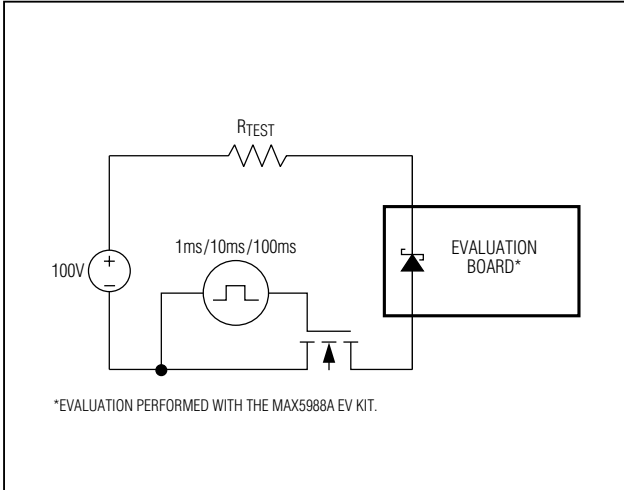 RTEST
1ms/10ms/100ms
100V
+
−
EVALUATION
BOARD*
*EVALUATION PERFORMED WITH THE MAX5988A EV KIT.